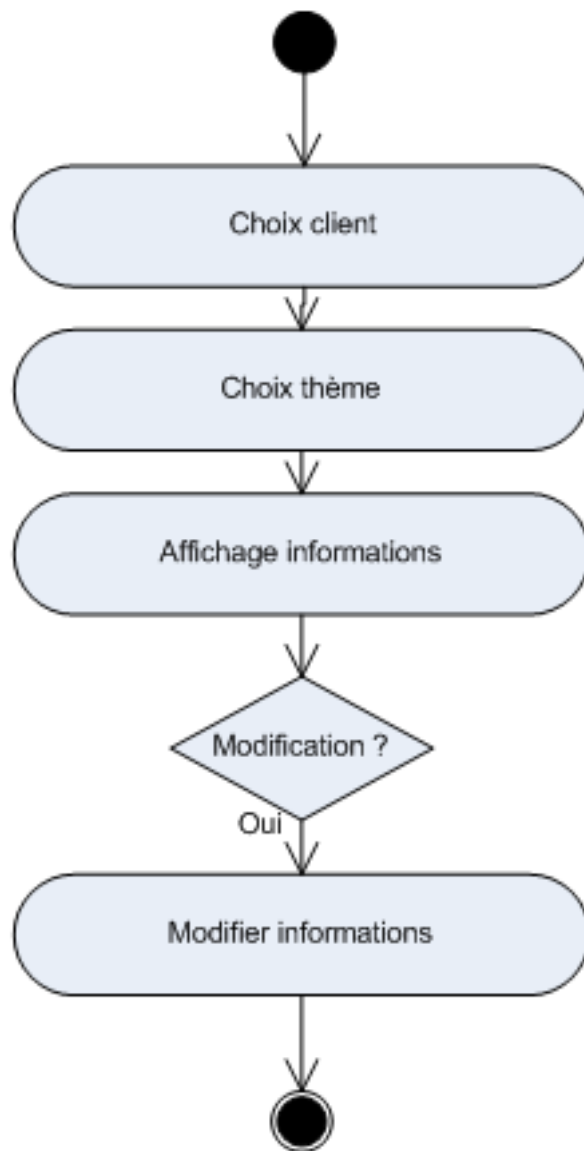 Choix client
Choix thème
Affichage informations
Modification ?
Oui
Modifier informations